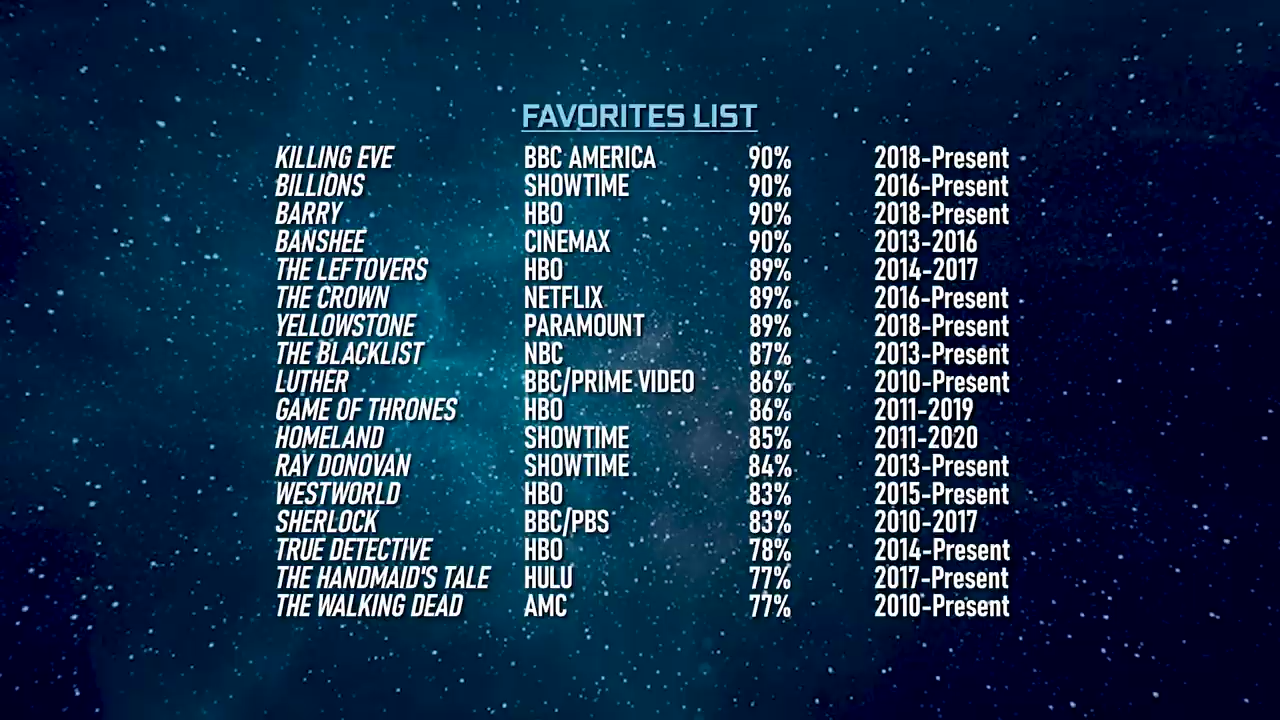 FAVORITES LIST
KILLING EVE BBC AMERICA 90% 2018-Present
BILLIONS SHOWTIME 90% 2016-Present
BARRY HBO 90% 2018-Present
BANSHEE CINEMAX 90% 2013-2016
THE LEFTOVERS HBO 89% 2014-2017
THE CROWN NETFLIX 89% 2016-Present
YELLOWSTONE PARAMOUNT 89% 2018-Present
THE BLACKLIST NBC 87% 2013-Present
LUTHER BBC/PRIME VIDEO 86% 2010-Present
GAME OF THRONES HBO 86% 2011-2019
HOMELAND SHOWTIME 85% 2011-2020
RAY DONOVAN SHOWTIME 84% 2013-Present
WESTWORLD HBO 83% 2015-Present
SHERLOCK BBC/PBS 83% 2010-2017
TRUE DETECTIVE HBO 78% 2014-Present
THE HANDMAID'S TALE HULU 77% 2017-Present
THE WALKING DEAD AMC 77% 2010-Present